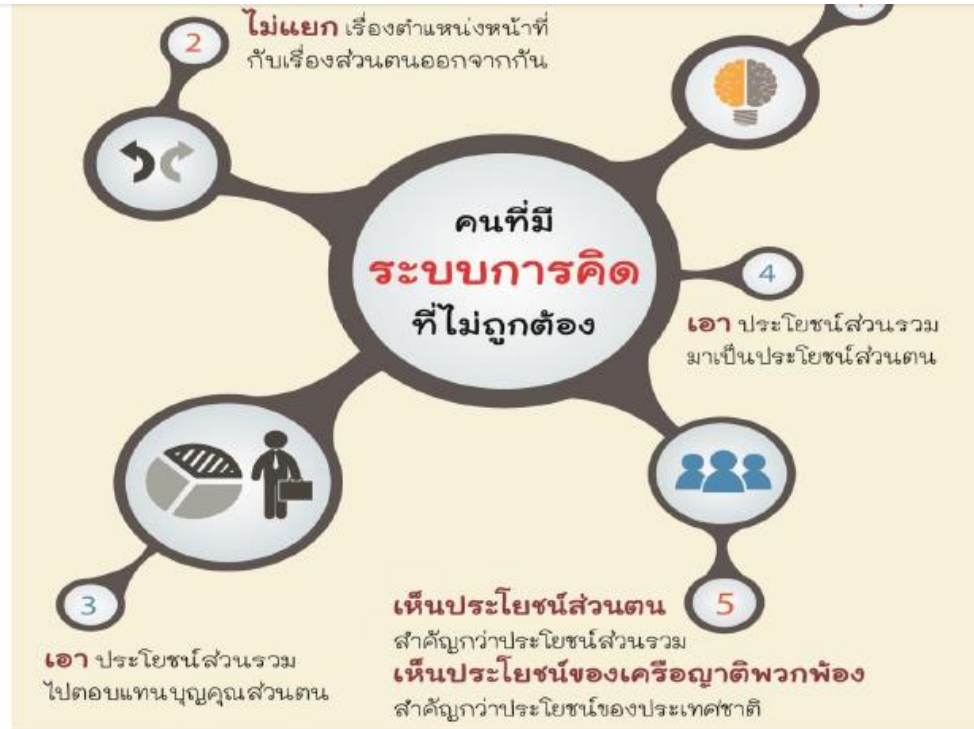 2
ไม่แยก เรื่องตำแหน่งหน้าที่
กับเรื่องส่วนตนออกจากกัน
คนที่มี
ระบบการคิด
ที่ไม่ถูกต้อง
4
เอา ประโยชน์ส่วนรวม
มาเป็นประโยชน์ส่วนตน
3
เอา ประโยชน์ส่วนรวม
ไปตอบแทนบุญคุณส่วนตน
5
เห็นประโยชน์ส่วนตน
สำคัญกว่าประโยชน์ส่วนรวม
เห็นประโยชน์ของเครือญาติพวกพ้อง
สำคัญกว่าประโยชน์ของประเทศชาติ